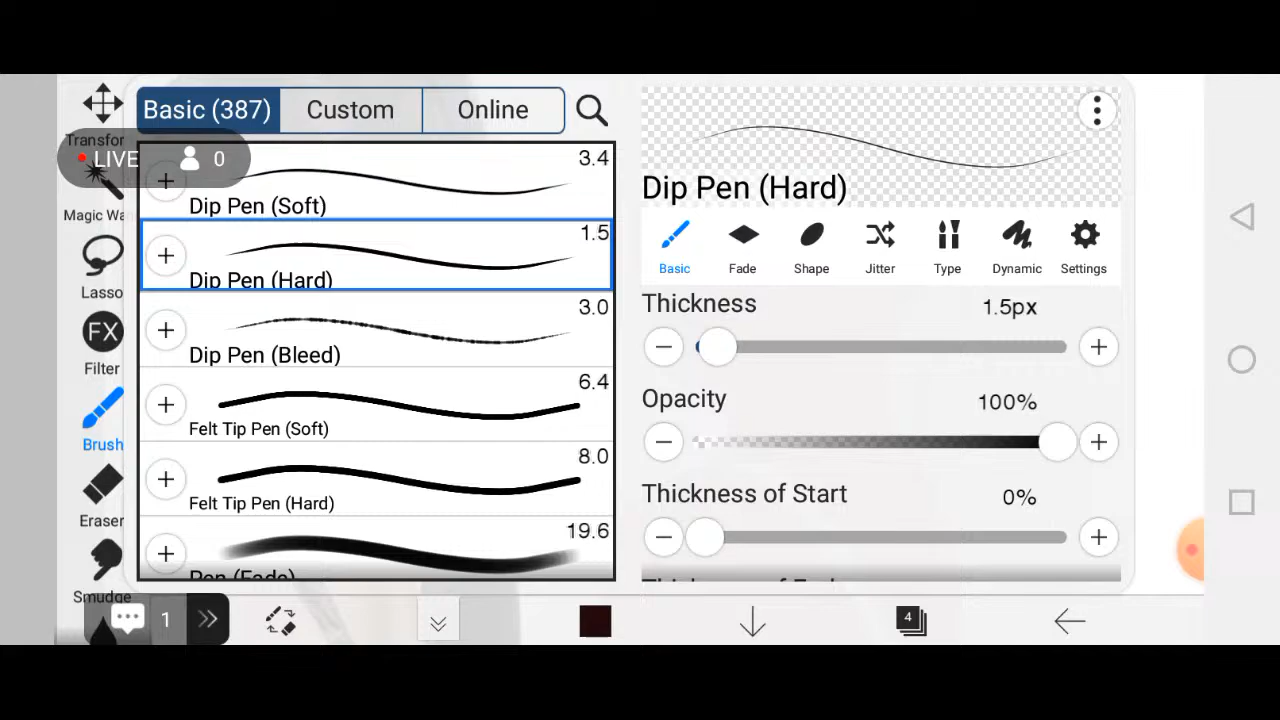 Basic (387)
Custom
Online
Transfor
LIVE
0
Magic Wa
Lasso
FX
Filter
Brush
Eraser
Smudge
3.4
Dip Pen (Soft)
1.5
Dip Pen (Hard)
3.0
Dip Pen (Bleed)
6.4
Felt Tip Pen (Soft)
8.0
Felt Tip Pen (Hard)
19.6
Pen (Fade)
Dip Pen (Hard)
Basic
Fade
Shape
Jitter
Type
Dynamic
Settings
Thickness
1.5px
Opacity
100%
Thickness of Start
0%
1
4